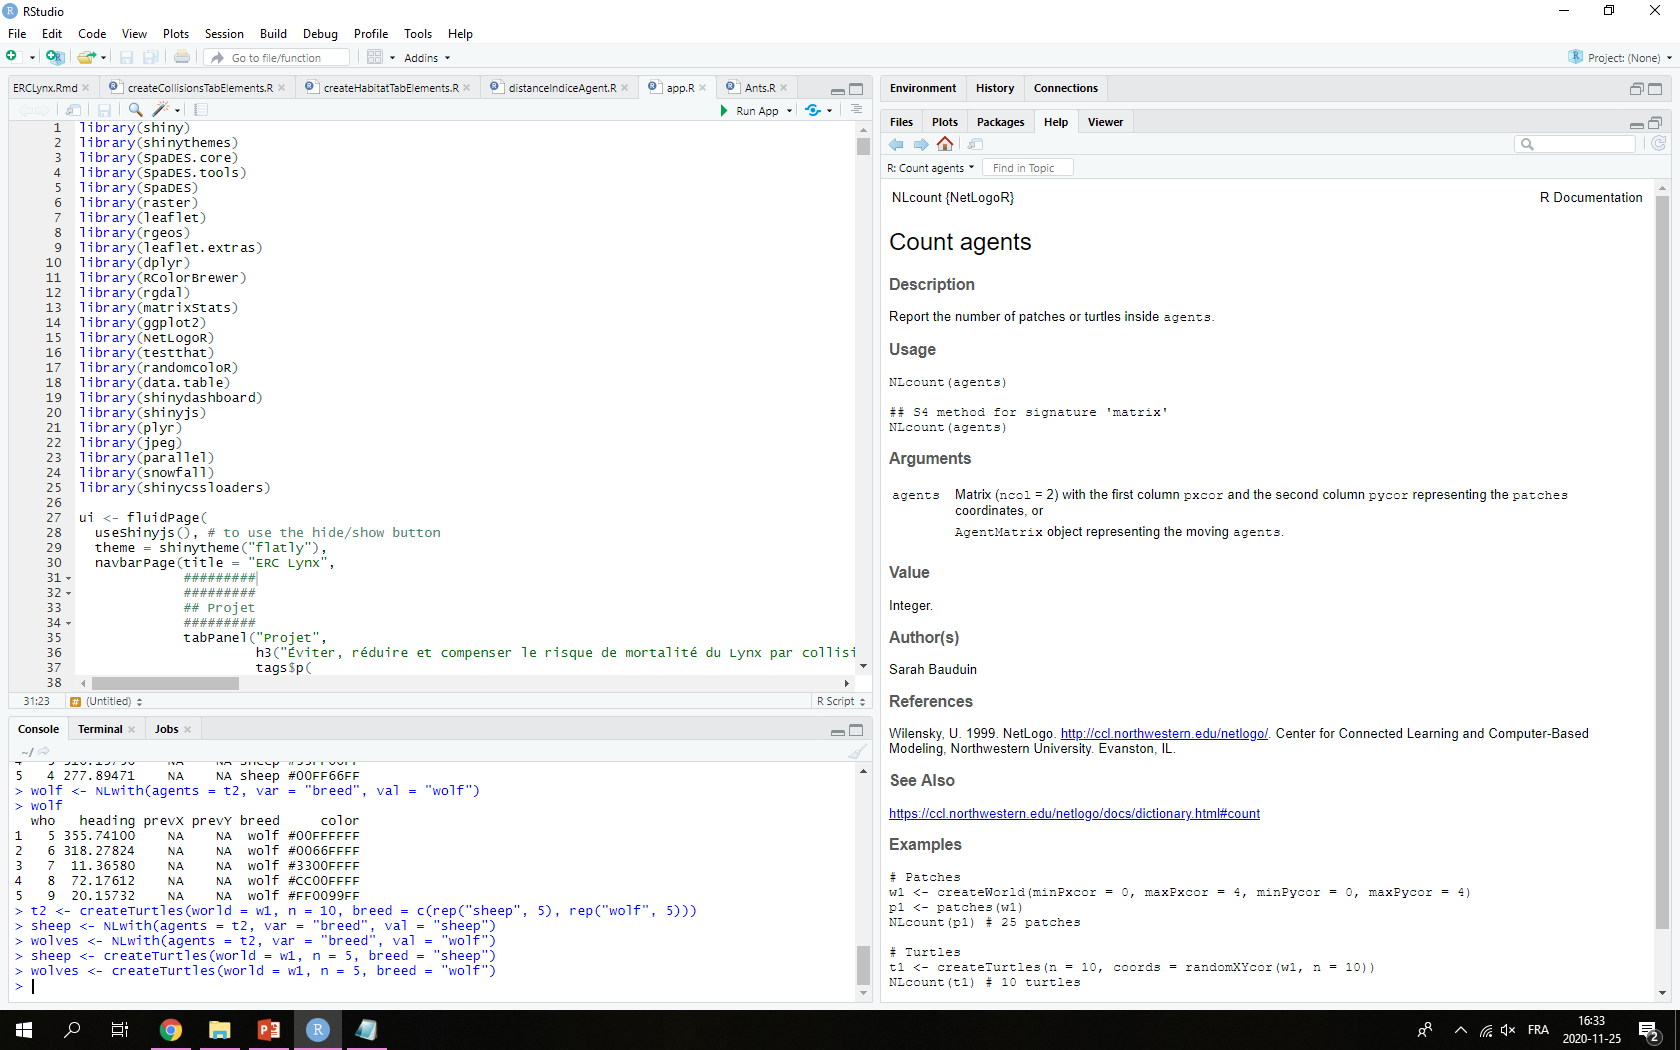 RStudio
File Edit Code View Plots Session Build Debug Profile Tools Help
Go to file/function Addins Project: (None)
ERCLynx.Rmd createCollisionsTabElements.R createHabitatTabElements.R distanceIndiceAgent.R app.R Ants.R
Run App
1 library(shiny)
2 library(shinythemes)
3 library(SpaDES.core)
4 library(SpaDES.tools)
5 library(SpaDES)
6 library(raster)
7 library(leaflet)
8 library(rgeos)
9 library(leaflet.extras)
10 library(dplyr)
11 library(RColorBrewer)
12 library(rgdal)
13 library(matrixStats)
14 library(ggplot2)
15 library(NetLogoR)
16 library(testthat)
17 library(randomcoloR)
18 library(data.table)
19 library(shinydashboard)
20 library(shinyjs)
21 library(plyr)
22 library(jpeg)
23 library(parallel)
24 library(snowfall)
25 library(shinycssloaders)
26
27 ui <- fluidPage(
28 useShinyjs(), # to use the hide/show button
29 theme = shinytheme("flatly"),
30 navbarPage(title = "ERC Lynx",
31 #########
32 #########
33 ## Projet
34 #########
35 tabPanel("Projet",
36 h3("Éviter, réduire et compenser le risque de mortalité du Lynx par collisi
37 tags$p(
38
31:23 (Untitled) R Script
Console Terminal Jobs
~/
5 4 277.89471 NA NA sheep #00FF66FF
> wolf <- NLwith(agents = t2, var = "breed", val = "wolf")
> wolf
who heading prevX prevY breed color
1 5 355.74100 NA NA wolf #00FFFFFF
2 6 318.27824 NA NA wolf #0066FFFF
3 7 11.36580 NA NA wolf #3300FFFF
4 8 72.17612 NA NA wolf #CC00FFFF
5 9 20.15732 NA NA wolf #FF0099FF
> t2 <- createTurtles(world = w1, n = 10, breed = c(rep("sheep", 5), rep("wolf", 5)))
> sheep <- NLwith(agents = t2, var = "breed", val = "sheep")
> wolves <- NLwith(agents = t2, var = "breed", val = "wolf")
> sheep <- createTurtles(world = w1, n = 5, breed = "sheep")
> wolves <- createTurtles(world = w1, n = 5, breed = "wolf")
>
Environment History Connections
Files Plots Packages Help Viewer
R: Count agents Find in Topic
NLcount {NetLogoR} R Documentation
Count agents
Description
Report the number of patches or turtles inside agents.
Usage
NLcount(agents)
## S4 method for signature 'matrix'
NLcount(agents)
Arguments
agents Matrix (ncol = 2) with the first column pxcor and the second column pycor representing the patches
coordinates, or
AgentMatrix object representing the moving agents.
Value
Integer.
Author(s)
Sarah Bauduin
References
Wilensky, U. 1999. NetLogo. http://ccl.northwestern.edu/netlogo/. Center for Connected Learning and Computer-Based
Modeling, Northwestern University. Evanston, IL.
See Also
https://ccl.northwestern.edu/netlogo/docs/dictionary.html#count
Examples
# Patches
w1 <- createWorld(minPxcor = 0, maxPxcor = 4, minPycor = 0, maxPycor = 4)
p1 <- patches(w1)
NLcount(p1) # 25 patches
# Turtles
t1 <- createTurtles(n = 10, coords = randomXYcor(w1, n = 10))
NLcount(t1) # 10 turtles
FRA
16:33
2020-11-25
2